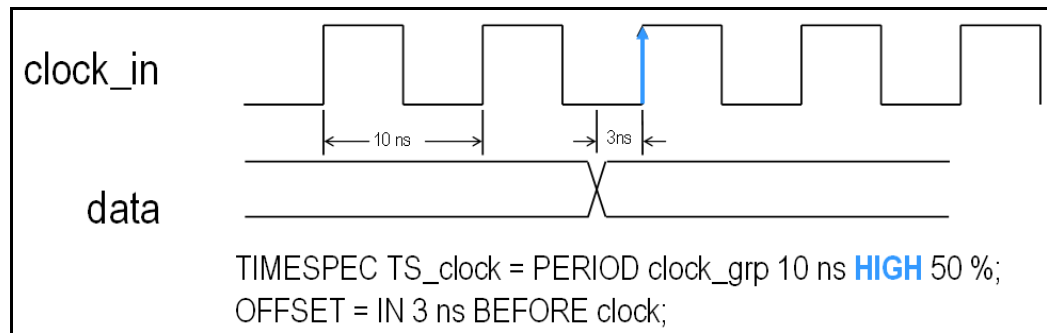 clock_in
10 ns
3ns
data
TIMESPEC TS_clock = PERIOD clock_grp 10 ns HIGH 50 %;
OFFSET = IN 3 ns BEFORE clock;